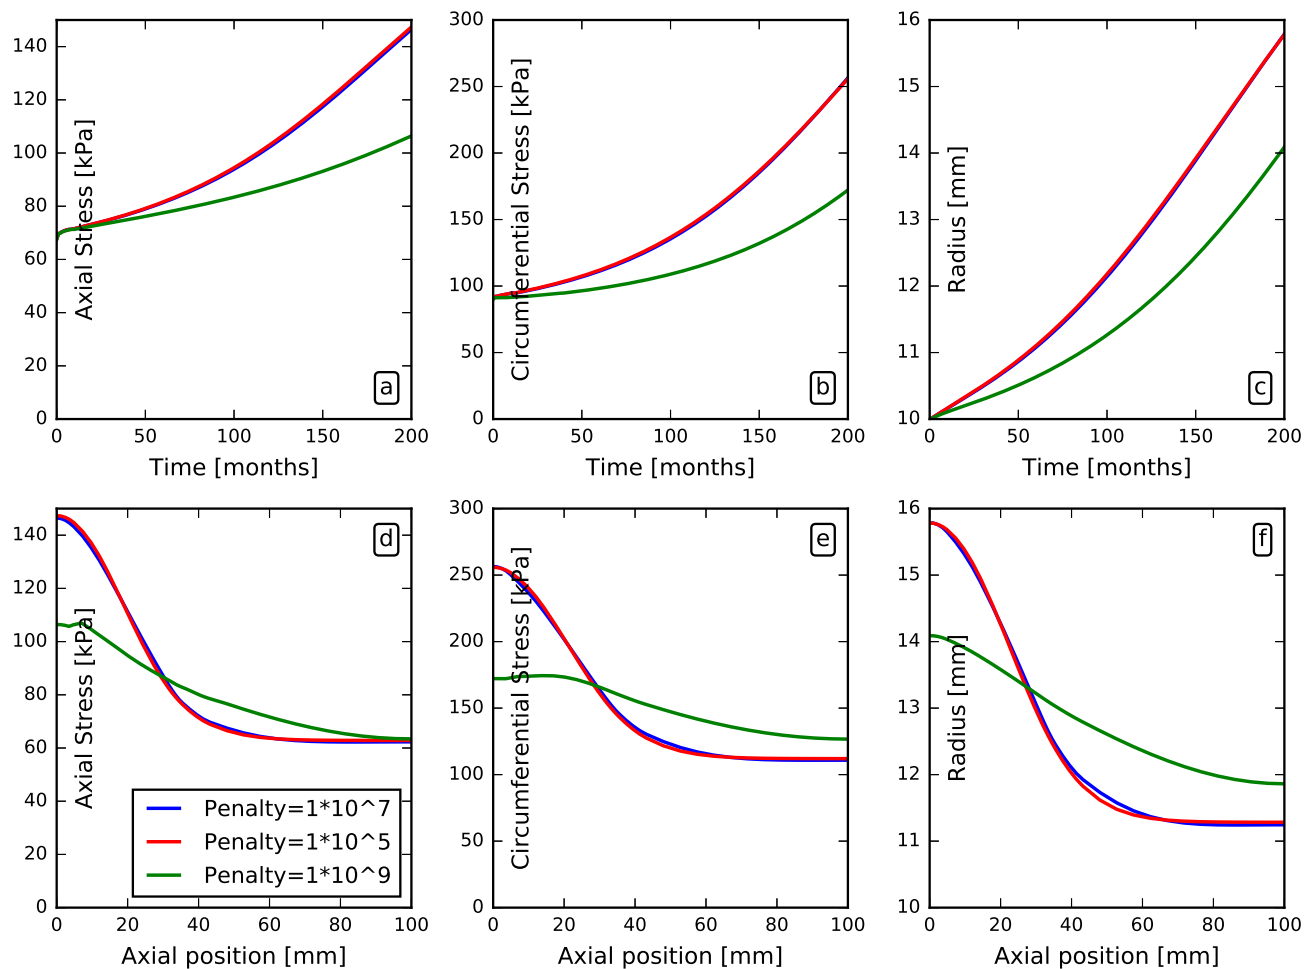 140
120
100
80
60
40
20
0
Axial Stress [kPa]
a
0 50 100 150 200
Time [months]
300
250
200
150
100
50
0
Circumferential Stress [kPa]
b
0 50 100 150 200
Time [months]
16
15
14
13
12
11
10
Radius [mm]
c
0 50 100 150 200
Time [months]
140
120
100
80
60
40
20
0
Axial Stress [kPa]
d
Penalty=1*10^7
Penalty=1*10^5
Penalty=1*10^9
0 20 40 60 80 100
Axial position [mm]
300
250
200
150
100
50
0
Circumferential Stress [kPa]
e
0 20 40 60 80 100
Axial position [mm]
16
15
14
13
12
11
10
Radius [mm]
f
0 20 40 60 80 100
Axial position [mm]